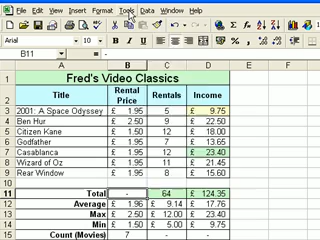 File Edit View Insert Format Tools Data Window Help
Arial 10 B I U
B11 -
A B C D E F
1 Fred's Video Classics
2 Title Rental Price Rentals Income
3 2001: A Space Odyssey £ 1.95 5 £ 9.75
4 Ben Hur £ 2.50 9 £ 22.50
5 Citizen Kane £ 1.50 12 £ 18.00
6 Godfather £ 1.95 7 £ 13.65
7 Casablanca £ 1.95 12 £ 23.40
8 Wizard of Oz £ 1.95 11 £ 21.45
9 Rear Window £ 1.95 8 £ 15.60
10
11 Total - 64 £ 124.35
12 Average £ 1.96 £ 9.14 £ 17.76
13 Max £ 2.50 £ 12.00 £ 23.40
14 Min £ 1.50 £ 5.00 £ 9.75
15 Count (Movies) 7 - -